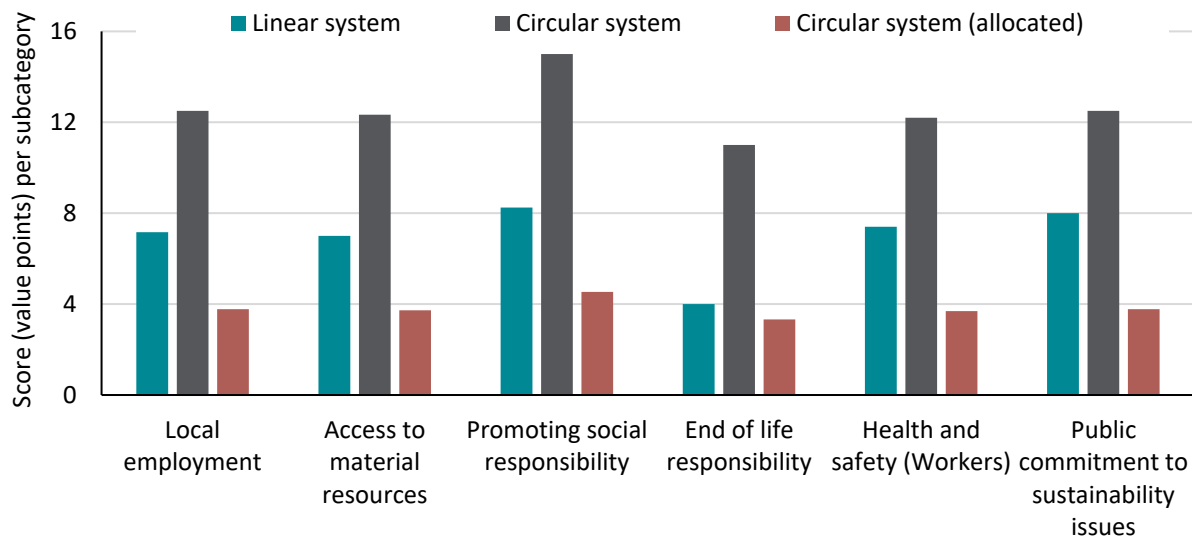 Linear system
Circular system
Circular system (allocated)
Score (value points) per subcategory
16
12
8
4
0
Local
employment
Access to
material
resources
Promoting social
responsibility
End of life
responsibility
Health and
safety (Workers)
Public
commitment to
sustainability
issues